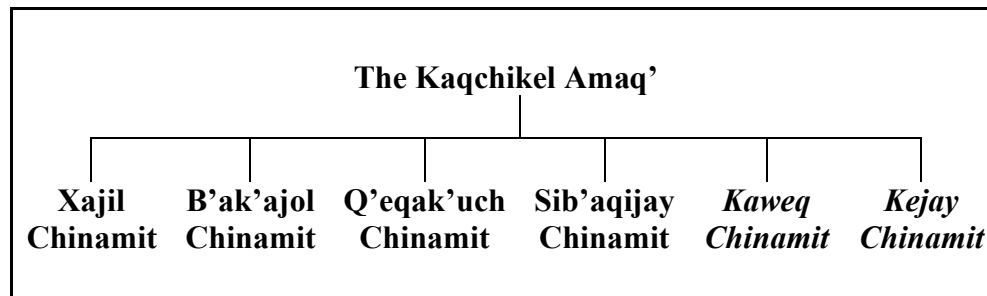 The Kaqchikel Amaq’
Xajil Chinamit
B’ak’ajol Chinamit
Q’eqak’uch Chinamit
Sib’aqijay Chinamit
Kaweq Chinamit
Kejay Chinamit